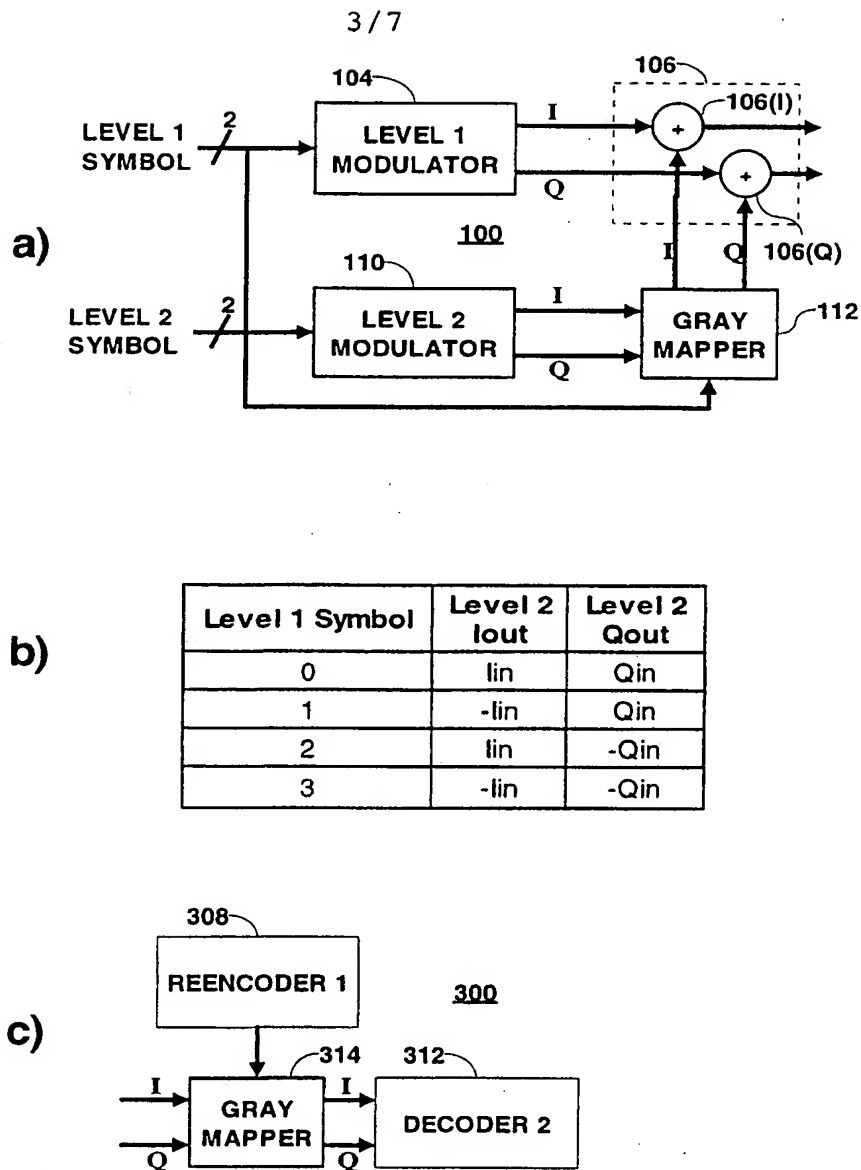 3/7
104
106
106(I)
LEVEL 1
SYMBOL
2
LEVEL 1
MODULATOR
I
Q
+
+
a)
100
106(Q)
110
I
Q
LEVEL 2
SYMBOL
2
LEVEL 2
MODULATOR
I
Q
GRAY
MAPPER
112
b)
Level 1 Symbol Level 2 Iout Level 2 Qout
0 Iin Qin
1 -Iin Qin
2 Iin -Qin
3 -Iin -Qin
308
REENCODER 1
300
c)
314
312
I
Q
GRAY
MAPPER
I
Q
DECODER 2